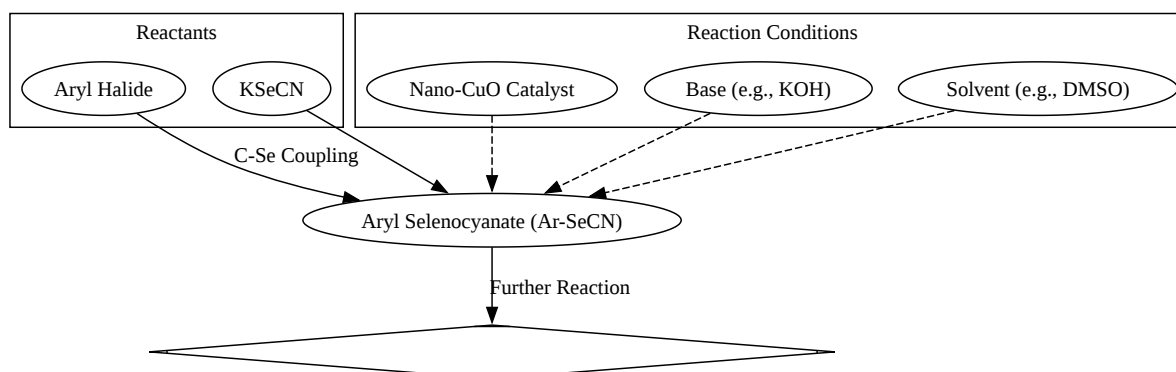 Reactants
Reaction Conditions
Aryl Halide
KSeCN
Nano-CuO Catalyst
Base (e.g., KOH)
Solvent (e.g., DMSO)
C-Se Coupling
Aryl Selenocyanate (Ar-SeCN)
Further Reaction